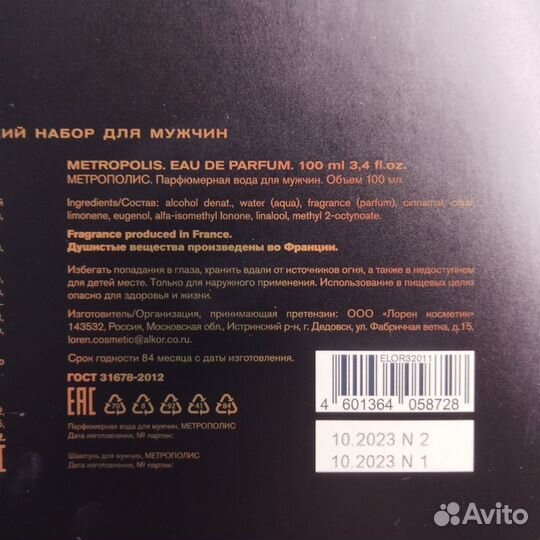 НАБОР ДЛЯ МУЖЧИН
METROPOLIS. EAU DE PARFUM. 100 ml 3,4 fl.oz.
МЕТРОПОЛИС. Парфюмерная вода для мужчин. Объем 100 мл.
Ingredients/Состав: alcohol denat., water (aqua), fragrance (parfum), cinnamal, citral,
limonene, eugenol, alfa-isomethyl Ionone, linalool, methyl 2-octynoate.
Fragrance produced in France.
Душистые вещества произведены во Франции.
Избегать попадания в глаза, хранить вдали от источников огня, а также в недоступном
для детей месте. Только для наружного применения. Использование в пищевых целях
опасно для здоровья и жизни.
Изготовитель/Организация, принимающая претензии: ООО «Лорен косметик»
143532, Россия, Московская обл., Истринский р-н, г. Дедовск, ул. Фабричная ветка, д.15,
loren.cosmetic@alkor.co.ru
Срок годности 84 месяца с даты изготовления.
ГОСТ 31678-2012
ELOR32011
4 601364 058728
EAC
Парфюмерная вода для мужчин, МЕТРОПОЛИС
Дата изготовления, № партии:
10.2023 N 2
10.2023 N 1
Шампунь для мужчин, МЕТРОПОЛИС
Дата изготовления, № партии:
Avito